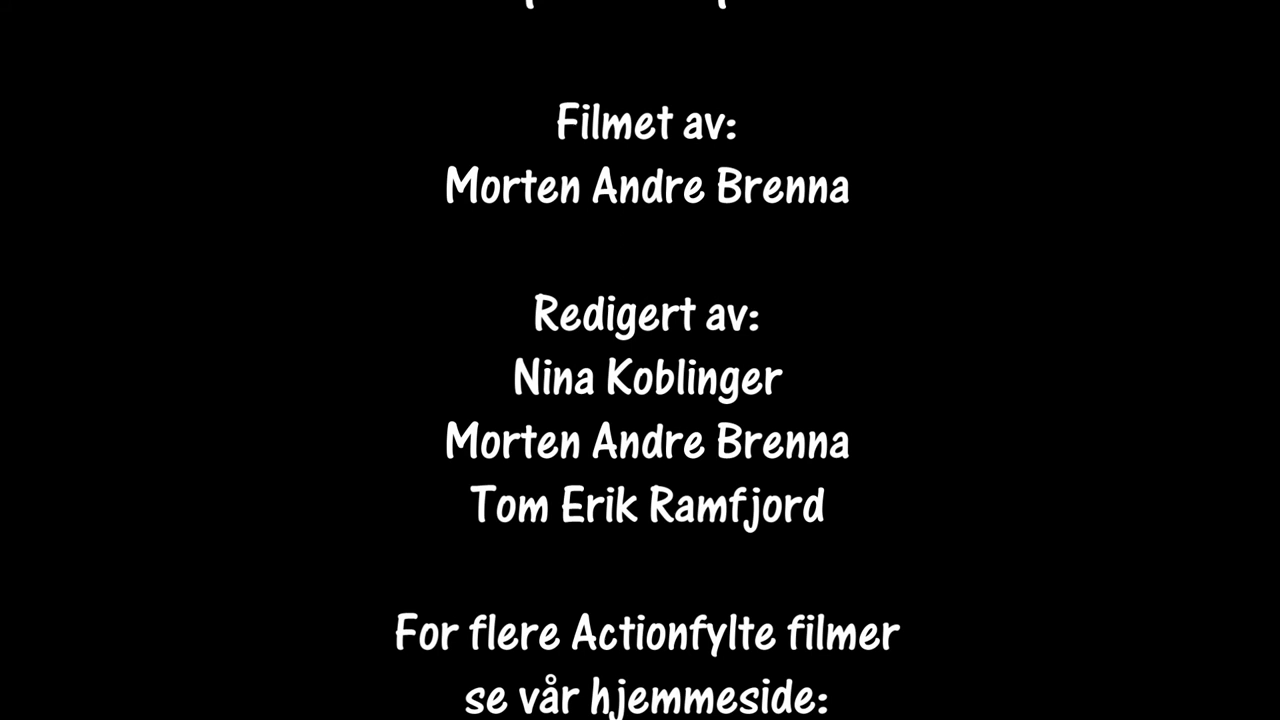 Filmet av:
Morten Andre Brenna
Redigert av:
Nina Koblinger
Morten Andre Brenna
Tom Erik Ramfjord
For flere Actionfylte filmer
se vår hjemmeside: